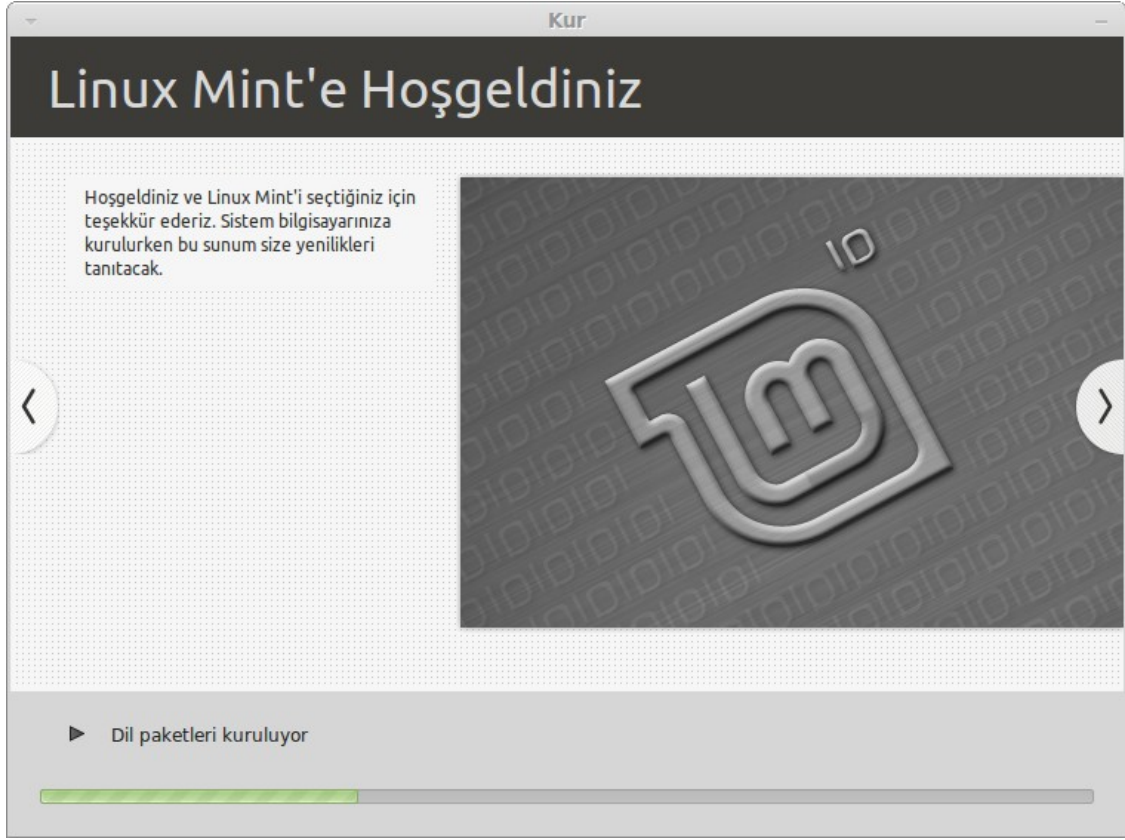 Kur
Linux Mint'e Hoşgeldiniz
Hoşgeldiniz ve Linux Mint'i seçtiğiniz için
teşekkür ederiz. Sistem bilgisayarınıza
kurulurken bu sunum size yenilikleri
tanıtacak.
Dil paketleri kuruluyor